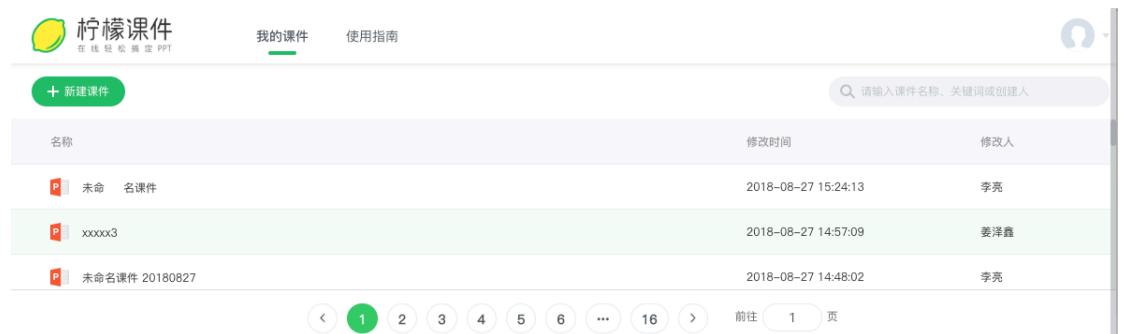 柠檬课件
在线轻松搞定 PPT
我的课件 使用指南
+ 新建课件
请输入课件名称、关键词或创建人
名称 修改时间 修改人
未命 名课件 2018-08-27 15:24:13 李亮
xxxxx3 2018-08-27 14:57:09 姜泽鑫
未命名课件 20180827 2018-08-27 14:48:02 李亮
< 1 2 3 4 5 6 ··· 16 > 前往 1 页